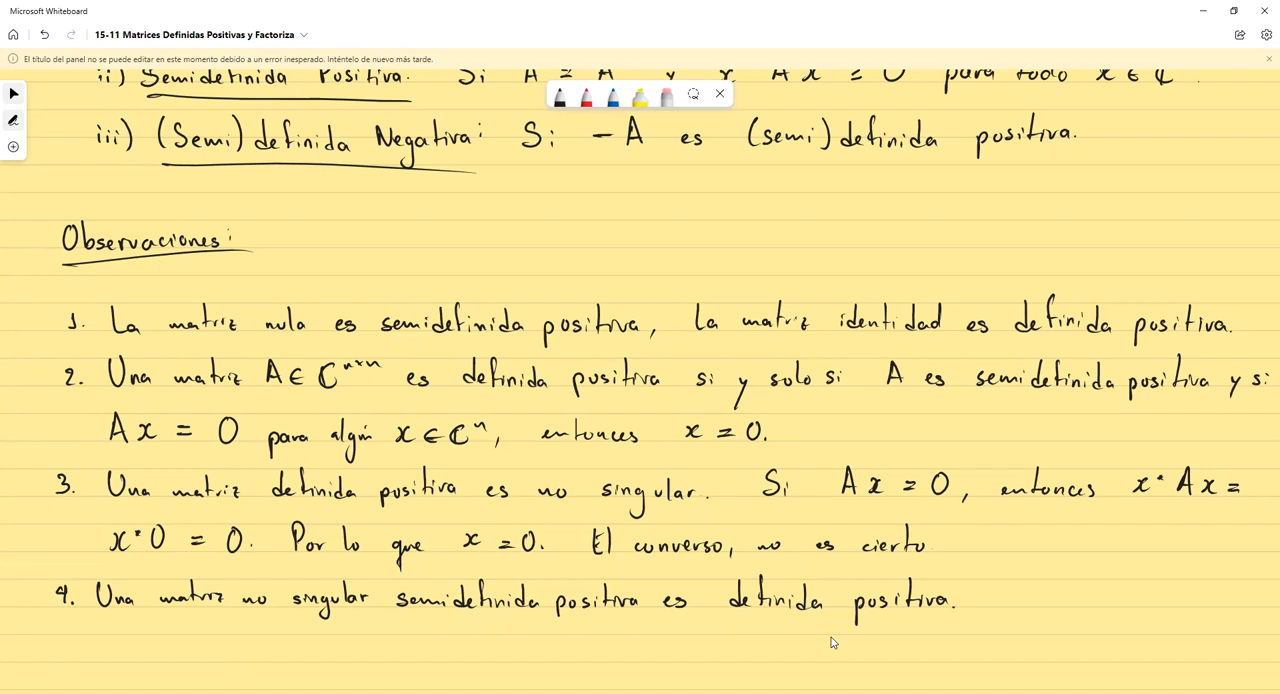 Microsoft Whiteboard
15-11 Matrices Definidas Positivas y Factoriza
El título del panel no se puede editar en este momento debido a un error inesperado. Inténtelo de nuevo más tarde.
ii) Semidefinida Positiva. Si A = A* y x* A x ≥ 0 para todo x ∈ ℂ
iii) (Semi) definida Negativa: Si -A es (semi) definida positiva.
Observaciones:
1. La matriz nula es semidefinida positiva, la matriz identidad es definida positiva.
2. Una matriz A ∈ ℂⁿˣⁿ es definida positiva si y solo si A es semidefinida positiva y si
Ax = 0 para algún x ∈ ℂⁿ, entonces x = 0.
3. Una matriz definida positiva es no singular. Si Ax = 0, entonces x* Ax =
x* 0 = 0. Por lo que x = 0. El converso, no es cierto
4. Una matriz no singular semidefinida positiva es definida positiva.